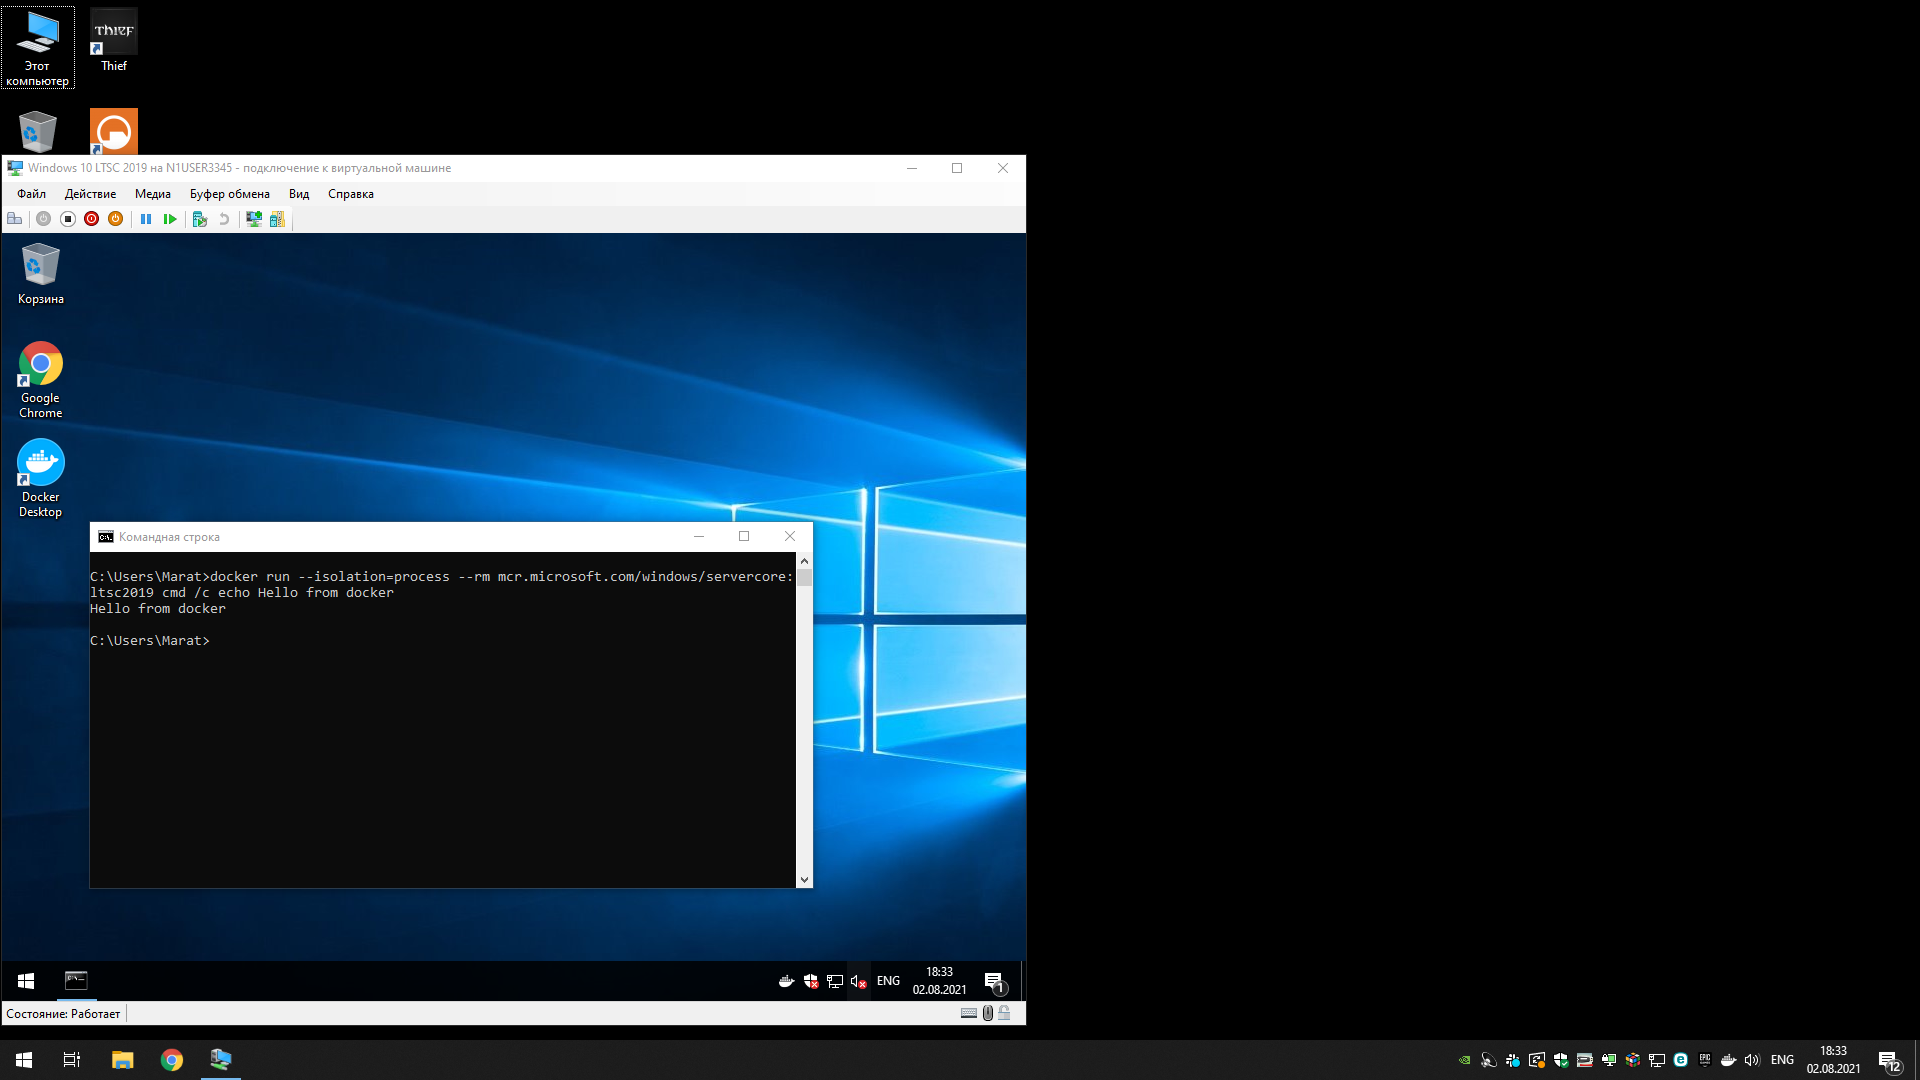 Этот
компьютер
THIEF
Thief
Windows 10 LTSC 2019 на N1USER3345 - подключение к виртуальной машине
Файл Действие Медиа Буфер обмена Вид Справка
Корзина
Google
Chrome
Docker
Desktop
Командная строка
C:\Users\Marat>docker run --isolation=process --rm mcr.microsoft.com/windows/servercore:
ltsc2019 cmd /c echo Hello from docker
Hello from docker
C:\Users\Marat>
ENG
18:33
02.08.2021
1
Состояние: Работает
ENG
18:33
02.08.2021
12